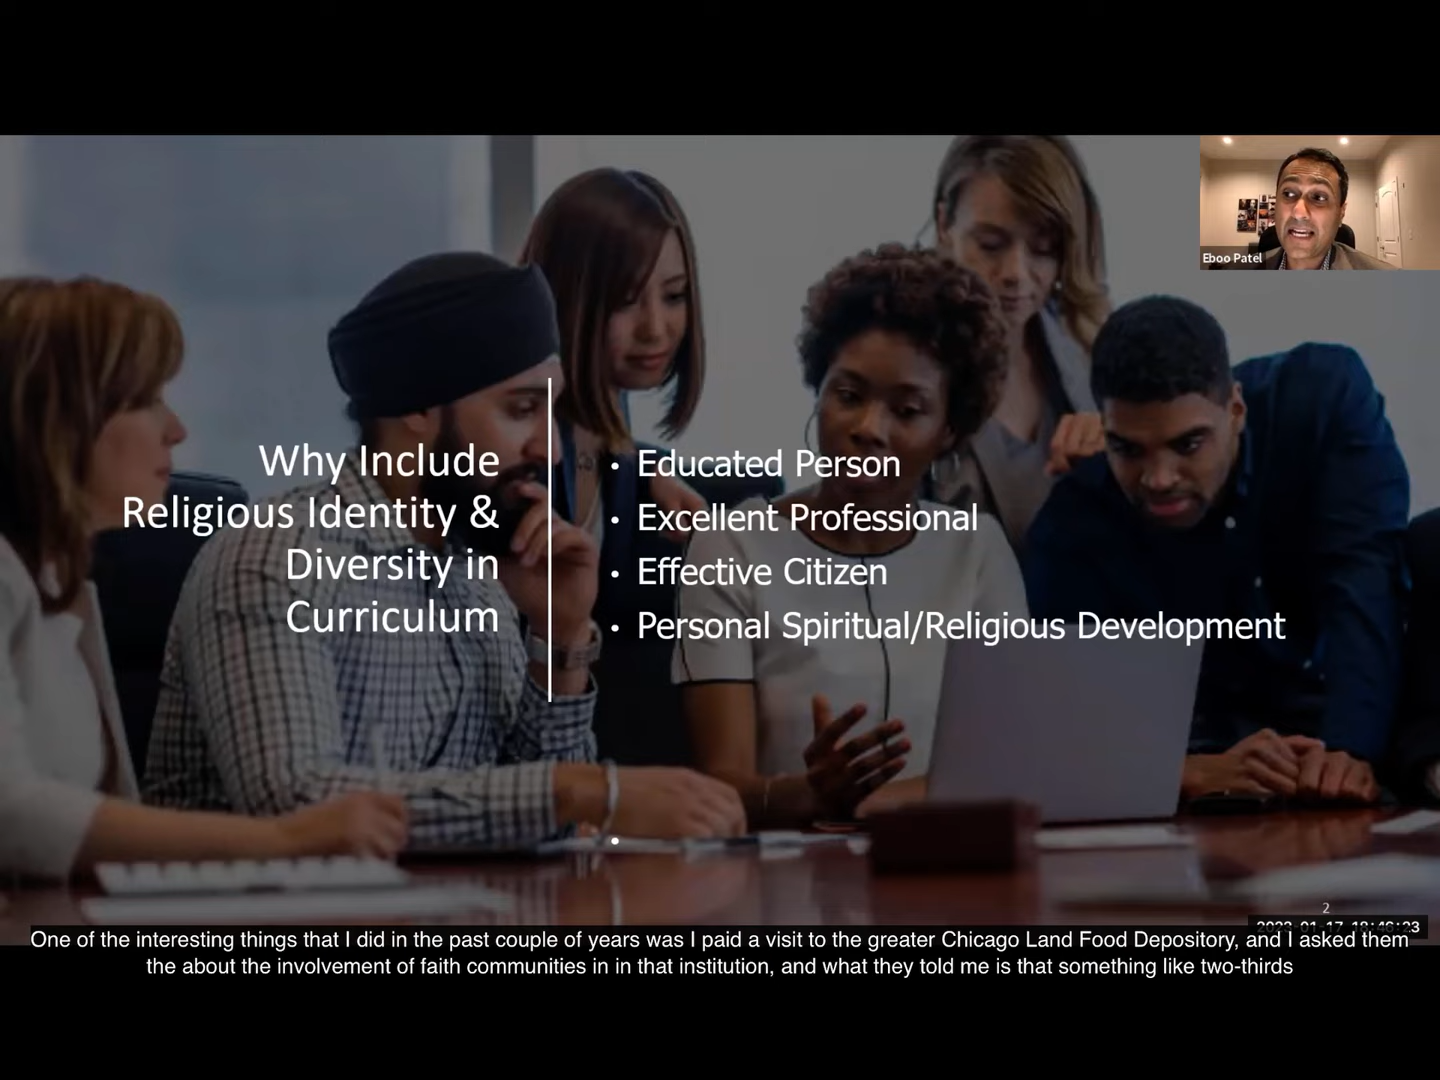 Eboo Patel
Why Include
Religious Identity &
Diversity in
Curriculum
• Educated Person
• Excellent Professional
• Effective Citizen
• Personal Spiritual/Religious Development
2
One of the interesting things that I did in the past couple of years was I paid a visit to the greater Chicago Land Food Depository, and I asked them
the about the involvement of faith communities in in that institution, and what they told me is that something like two-thirds